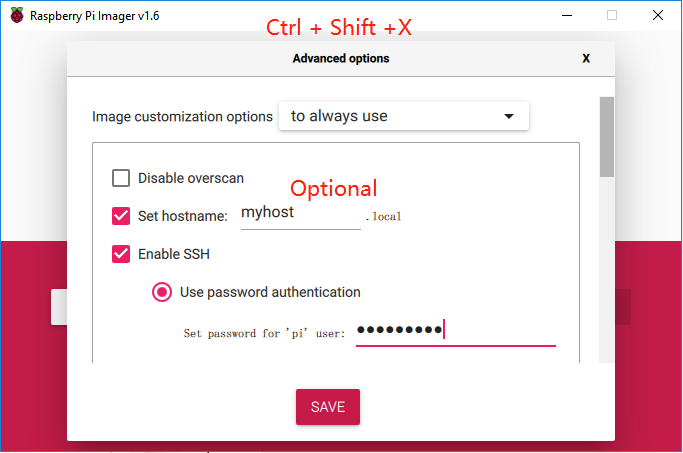 Raspberry Pi Imager v1.6
Ctrl + Shift +X
Advanced options X
Image customization options to always use
Disable overscan
Optional
Set hostname: myhost .local
Enable SSH
Use password authentication
Set password for 'pi' user: ●●●●●●●●●
SAVE